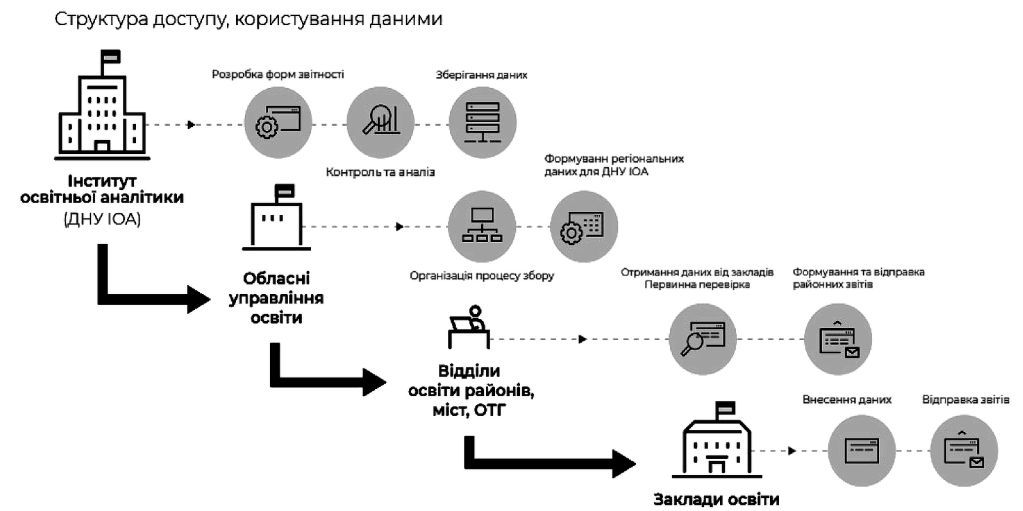 Структура доступу, користування даними
Розробка форм звітності
Зберігання даних
Контроль та аналіз
Інститут
освітньої аналітики
(ДНУ ІОА)
Формуванн регіональних
даних для ДНУ ІОА
Організація процесу збору
Обласні
управління
освіти
Отримання даних від закладів
Первинна перевірка
Формування та відправка
районних звітів
Відділи
освіти районів,
міст, ОТГ
Внесення даних
Відправка звітів
Заклади освіти